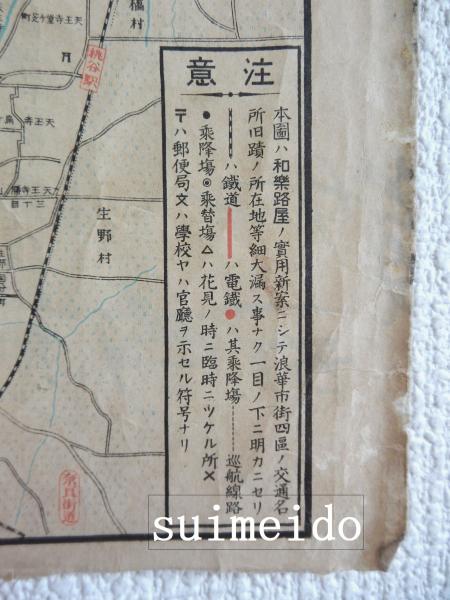 注意
本圖ハ和樂路屋ノ實用新案ニシテ浪華市街四區ノ交通名
所旧蹟ノ所在地等細大漏ス事ナク一目ノ下ニ明カニセリ
ハ鐵道 ハ電鐵 ● ハ其乘降場 巡航線路
● 乘降場 ◎ 乘替場 △ ハ花見ノ時ニ臨時ニツケル所 ×
〒ハ郵便局 文ハ學校 ヤハ官廳ヲ示セル符号ナリ
橋村
桃谷駅
生野村
奈良街道
suimeido